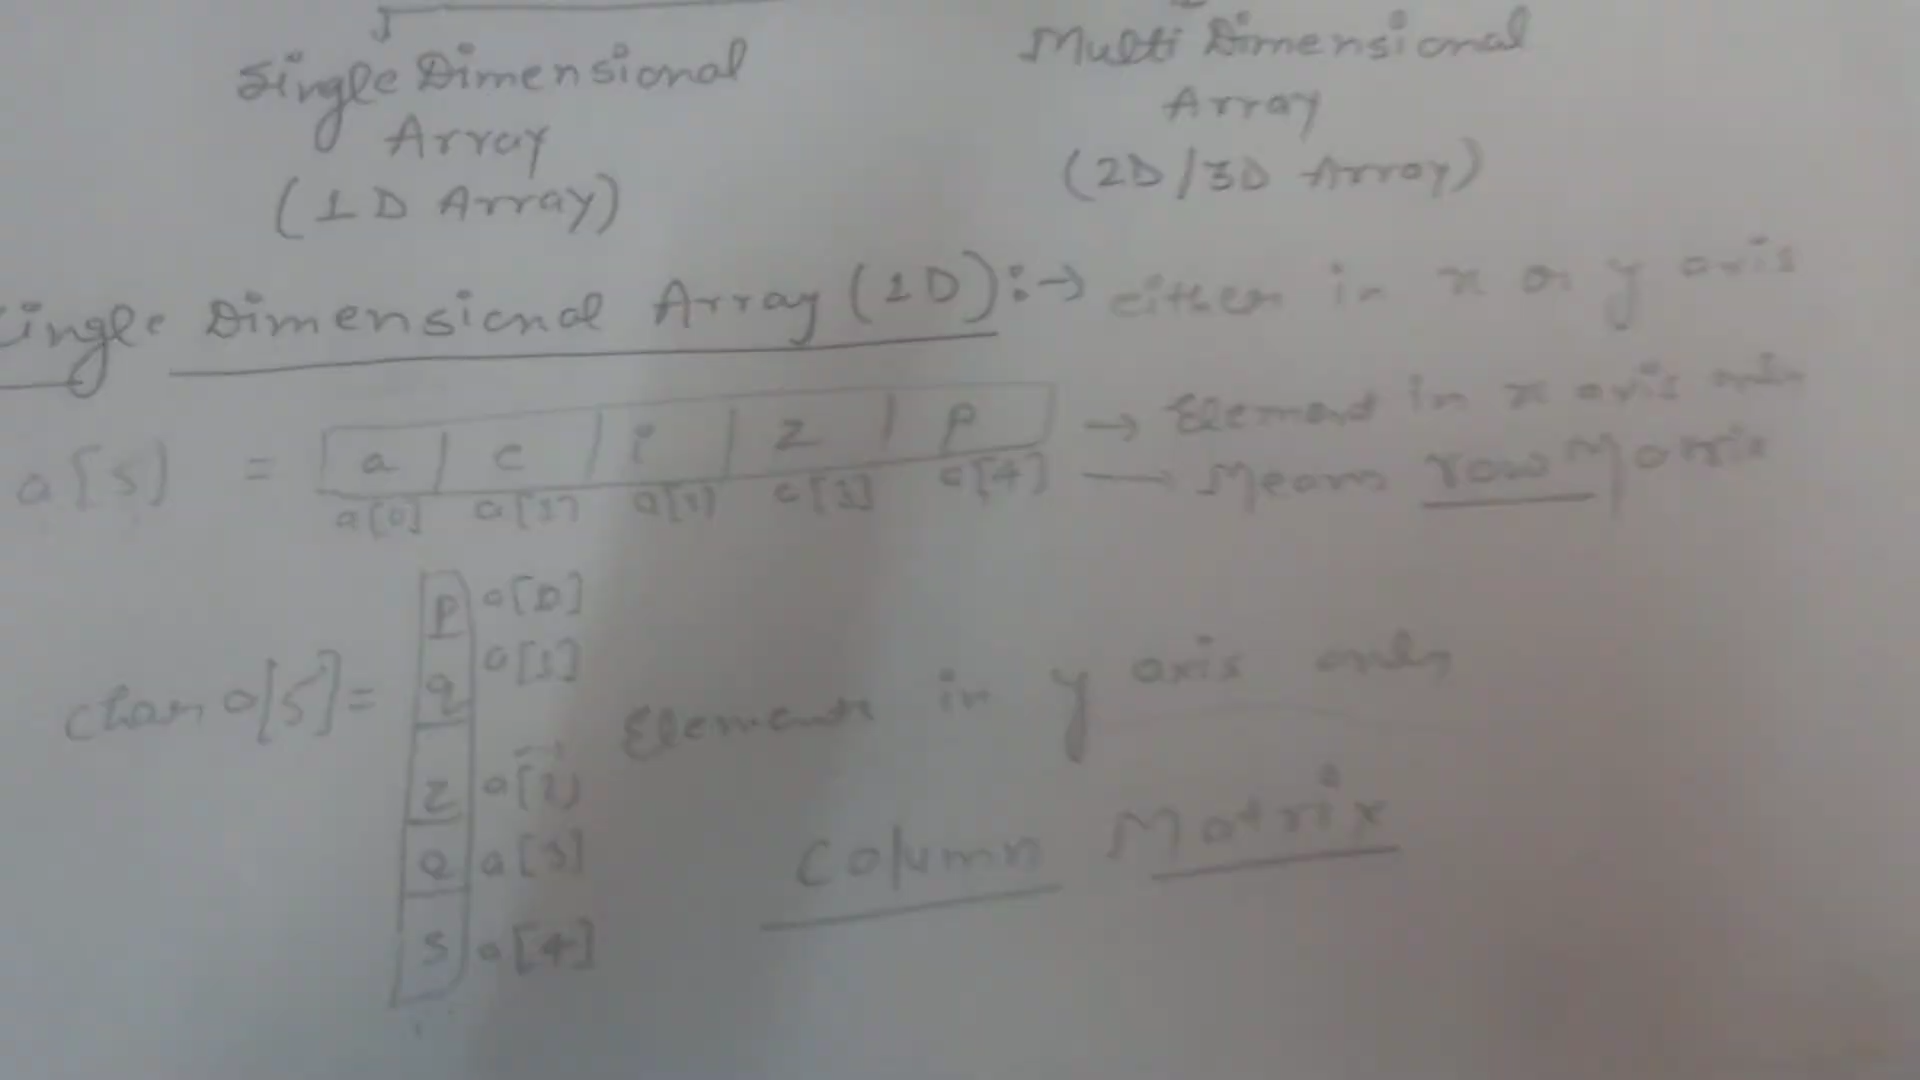 Single Dimensional
Array
(1D Array)
Multi Dimensional
Array
(2D/3D Array)
Single Dimensional Array (1D):→ either in x or y axis
a[5] = a c i z p → Element in x axis only
a[0] a[1] a[3] a[4] — Means row Matrix
p a[0]
q a[1]
char a[5]=
Elements in y axis only
z a[2]
e a[3]
Column Matrix
s a[4]